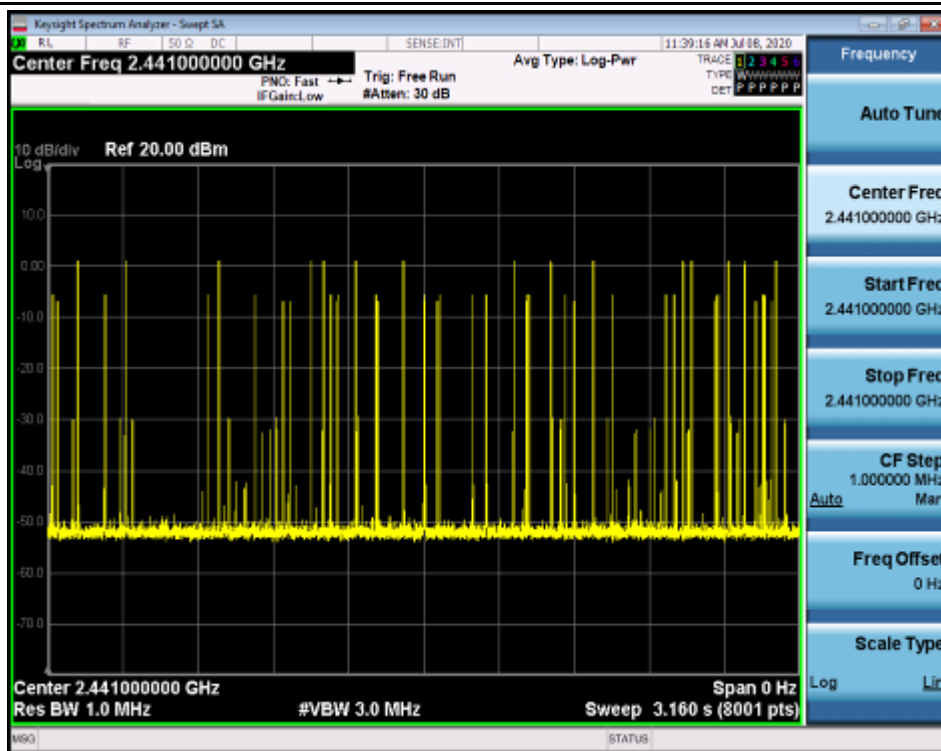 Keysight Spectrum Analyzer - Swept SA
RL RF 50 Ω DC SENSE:INT 11:39:16 AM Jul 08, 2020
Center Freq 2.441000000 GHz
Avg Type: Log-Pwr
TRACE 1 2 3 4 5 6
PNO: Fast
Trig: Free Run
TYPE WWWWWW
IFGain:Low
#Atten: 30 dB
DET P P P P P P
10 dB/div Ref 20.00 dBm
Log
10.0
0.00
-10.0
-20.0
-30.0
-40.0
-50.0
-60.0
-70.0
Center 2.441000000 GHz Span 0 Hz
Res BW 1.0 MHz #VBW 3.0 MHz Sweep 3.160 s (8001 pts)
MSG STATUS
Frequency
Auto Tune
Center Freq
2.441000000 GHz
Start Freq
2.441000000 GHz
Stop Freq
2.441000000 GHz
CF Step
1.000000 MHz
Auto Man
Freq Offset
0 Hz
Scale Type
Log Lin